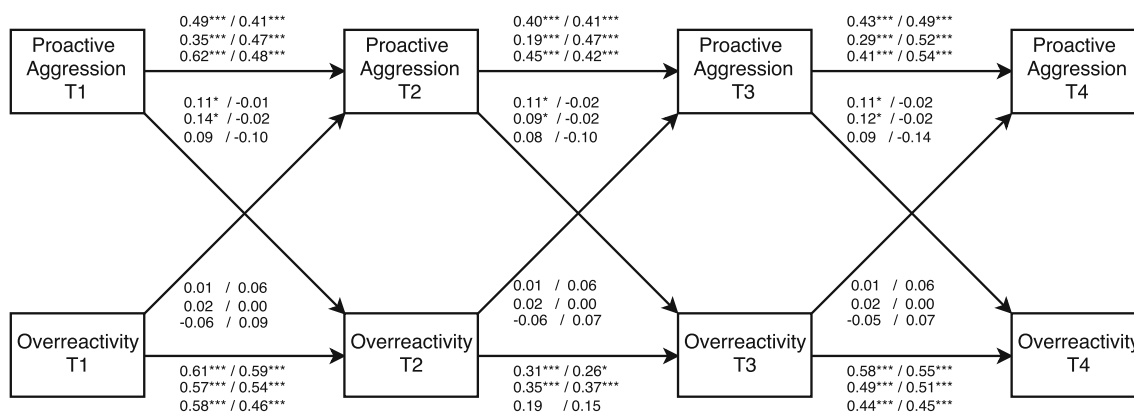 0.49*** / 0.41***
0.35*** / 0.47***
0.62*** / 0.48***
0.40*** / 0.41***
0.19*** / 0.47***
0.45*** / 0.42***
0.43*** / 0.49***
0.29*** / 0.52***
0.41*** / 0.54***
Proactive
Aggression
T1
Proactive
Aggression
T2
Proactive
Aggression
T3
Proactive
Aggression
T4
0.11* / -0.01
0.14* / -0.02
0.09 / -0.10
0.11* / -0.02
0.09* / -0.02
0.08 / -0.10
0.11* / -0.02
0.12* / -0.02
0.09 / -0.14
0.01 / 0.06
0.02 / 0.00
-0.06 / 0.09
0.01 / 0.06
0.02 / 0.00
-0.06 / 0.07
0.01 / 0.06
0.02 / 0.00
-0.05 / 0.07
Overreactivity
T1
Overreactivity
T2
Overreactivity
T3
Overreactivity
T4
0.61*** / 0.59***
0.57*** / 0.54***
0.58*** / 0.46***
0.31*** / 0.26*
0.35*** / 0.37***
0.19 / 0.15
0.58*** / 0.55***
0.49*** / 0.51***
0.44*** / 0.45***